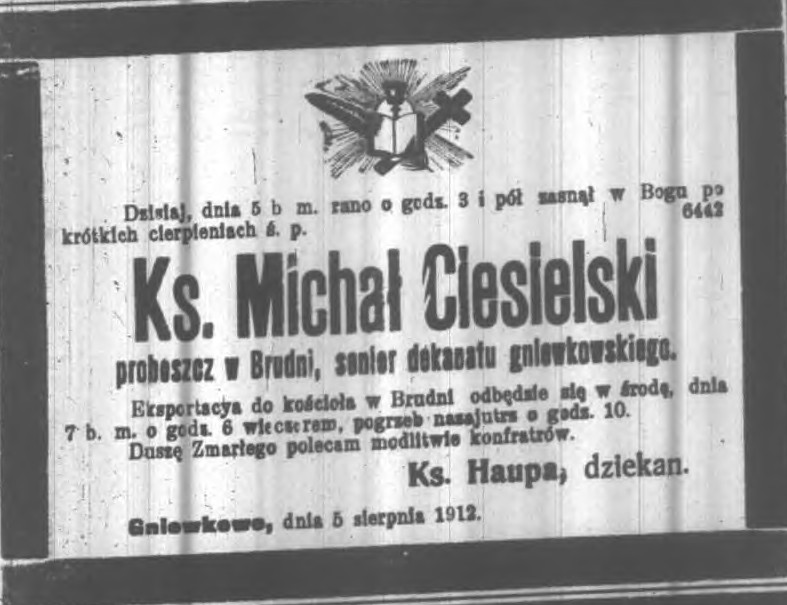 Dzisiaj, dnia 5 b m. rano o godz. 3 i pół zasnął w Bogu po
krótkich cierpieniach ś. p. 6442
Ks. Michał Ciesielski
proboszcz w Brudni, senior dekanatu gniewkowskiego.
Eksportacya do kościoła w Brudni odbędzie się w środę, dnia
7 b. m. o godz. 6 wieczorem, pogrzeb nazajutrz o godz. 10.
Duszę Zmarłego polecam modlitwie konfratrów.
Ks. Haupa, dziekan.
Gniewkowo, dnia 5 sierpnia 1912.